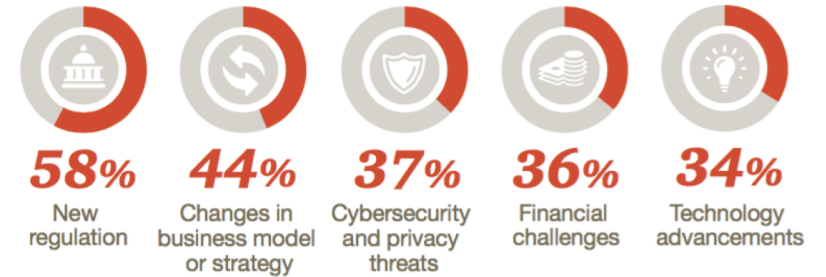 58%
New
regulation
44%
Changes in
business model
or strategy
37%
Cybersecurity
and privacy
threats
36%
Financial
challenges
34%
Technology
advancements